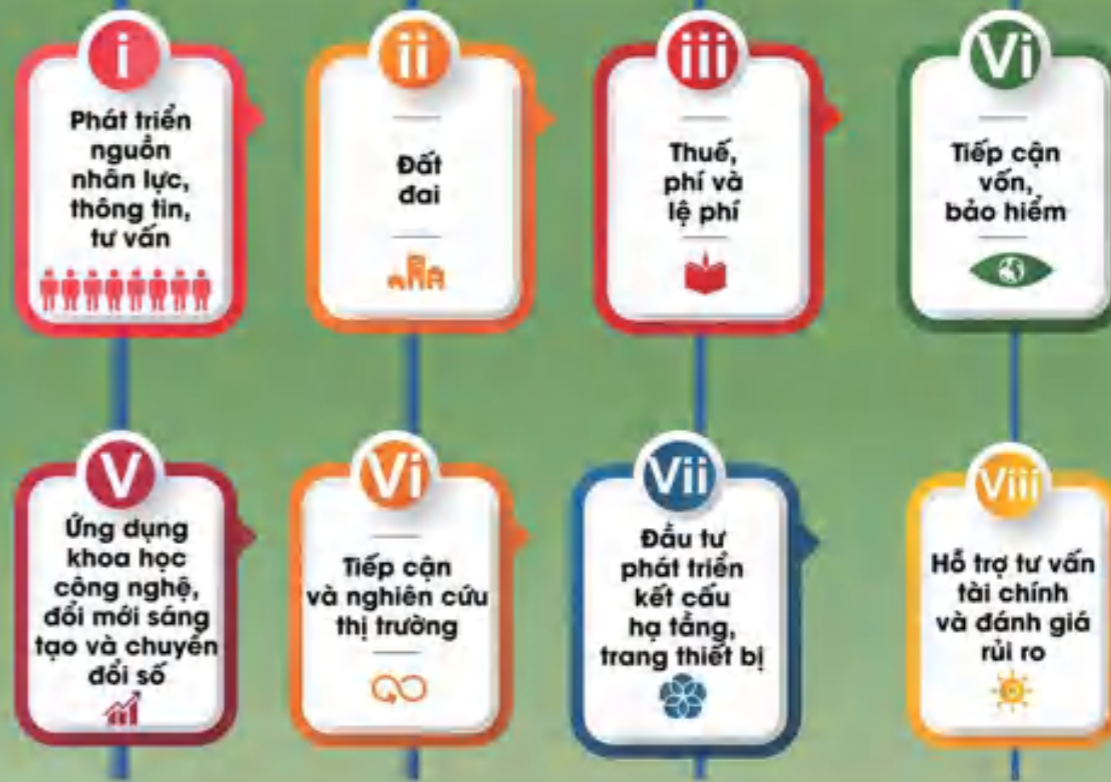 i
Phát triển
nguồn
nhân lực,
thông tin,
tư vấn
ii
Đất
đai
iii
Thuế,
phí và
lệ phí
Vi
Tiếp cận
vốn,
bảo hiểm
V
Ứng dụng
khoa học
công nghệ,
đổi mới sáng
tạo và chuyển
đổi số
Vi
Tiếp cận
và nghiên cứu
thị trường
Vii
Đầu tư
phát triển
kết cấu
hạ tầng,
trang thiết bị
Viii
Hỗ trợ tư vấn
tài chính
và đánh giá
rủi ro